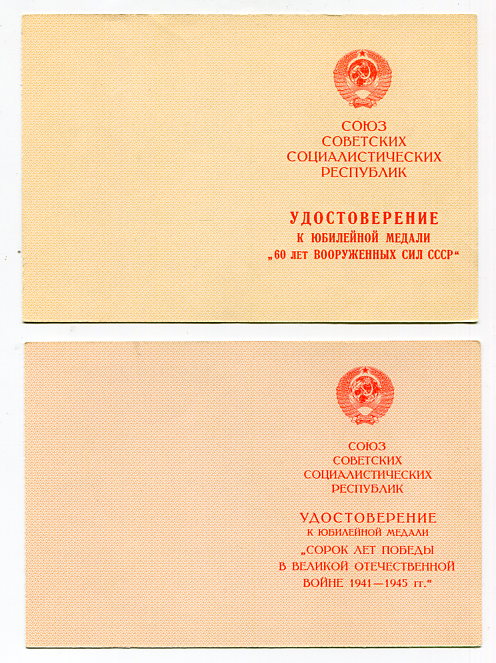 СОЮЗ
СОВЕТСКИХ
СОЦИАЛИСТИЧЕСКИХ
РЕСПУБЛИК
УДОСТОВЕРЕНИЕ
К ЮБИЛЕЙНОЙ МЕДАЛИ
„60 ЛЕТ ВООРУЖЕННЫХ СИЛ СССР“
СОЮЗ
СОВЕТСКИХ
СОЦИАЛИСТИЧЕСКИХ
РЕСПУБЛИК
УДОСТОВЕРЕНИЕ
К ЮБИЛЕЙНОЙ МЕДАЛИ
„СОРОК ЛЕТ ПОБЕДЫ
В ВЕЛИКОЙ ОТЕЧЕСТВЕННОЙ
ВОЙНЕ 1941—1945 гг.“